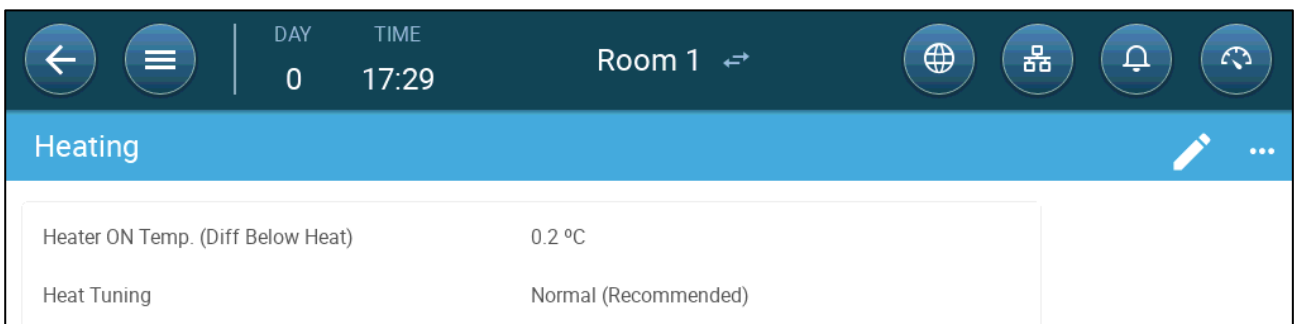 DAY TIME
0 17:29
Room 1
Heating
Heater ON Temp. (Diff Below Heat) 0.2 ºC
Heat Tuning Normal (Recommended)